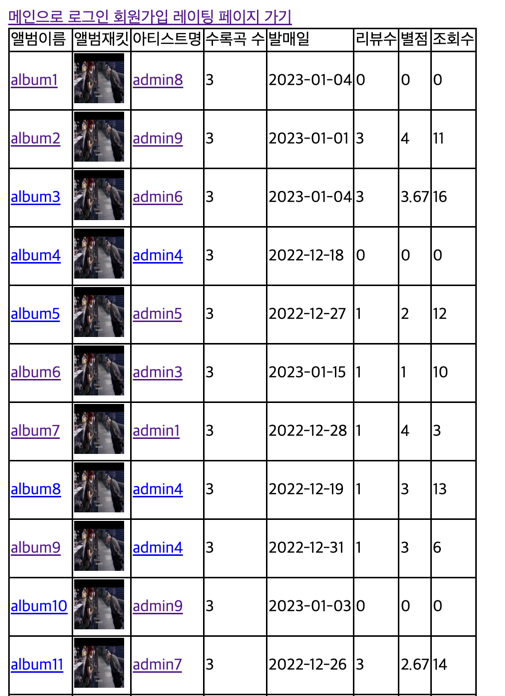 메인으로 로그인 회원가입 레이팅 페이지 가기
앨범이름 앨범재킷 아티스트명 수록곡 수 발매일 리뷰수 별점 조회수
album1 admin8 3 2023-01-04 0 0 0
album2 admin9 3 2023-01-01 3 4 11
album3 admin6 3 2023-01-04 3 3.67 16
album4 admin4 3 2022-12-18 0 0 0
album5 admin5 3 2022-12-27 1 2 12
album6 admin3 3 2023-01-15 1 1 10
album7 admin1 3 2022-12-28 1 4 3
album8 admin4 3 2022-12-19 1 3 13
album9 admin4 3 2022-12-31 1 3 6
album10 admin9 3 2023-01-03 0 0 0
album11 admin7 3 2022-12-26 3 2.67 14